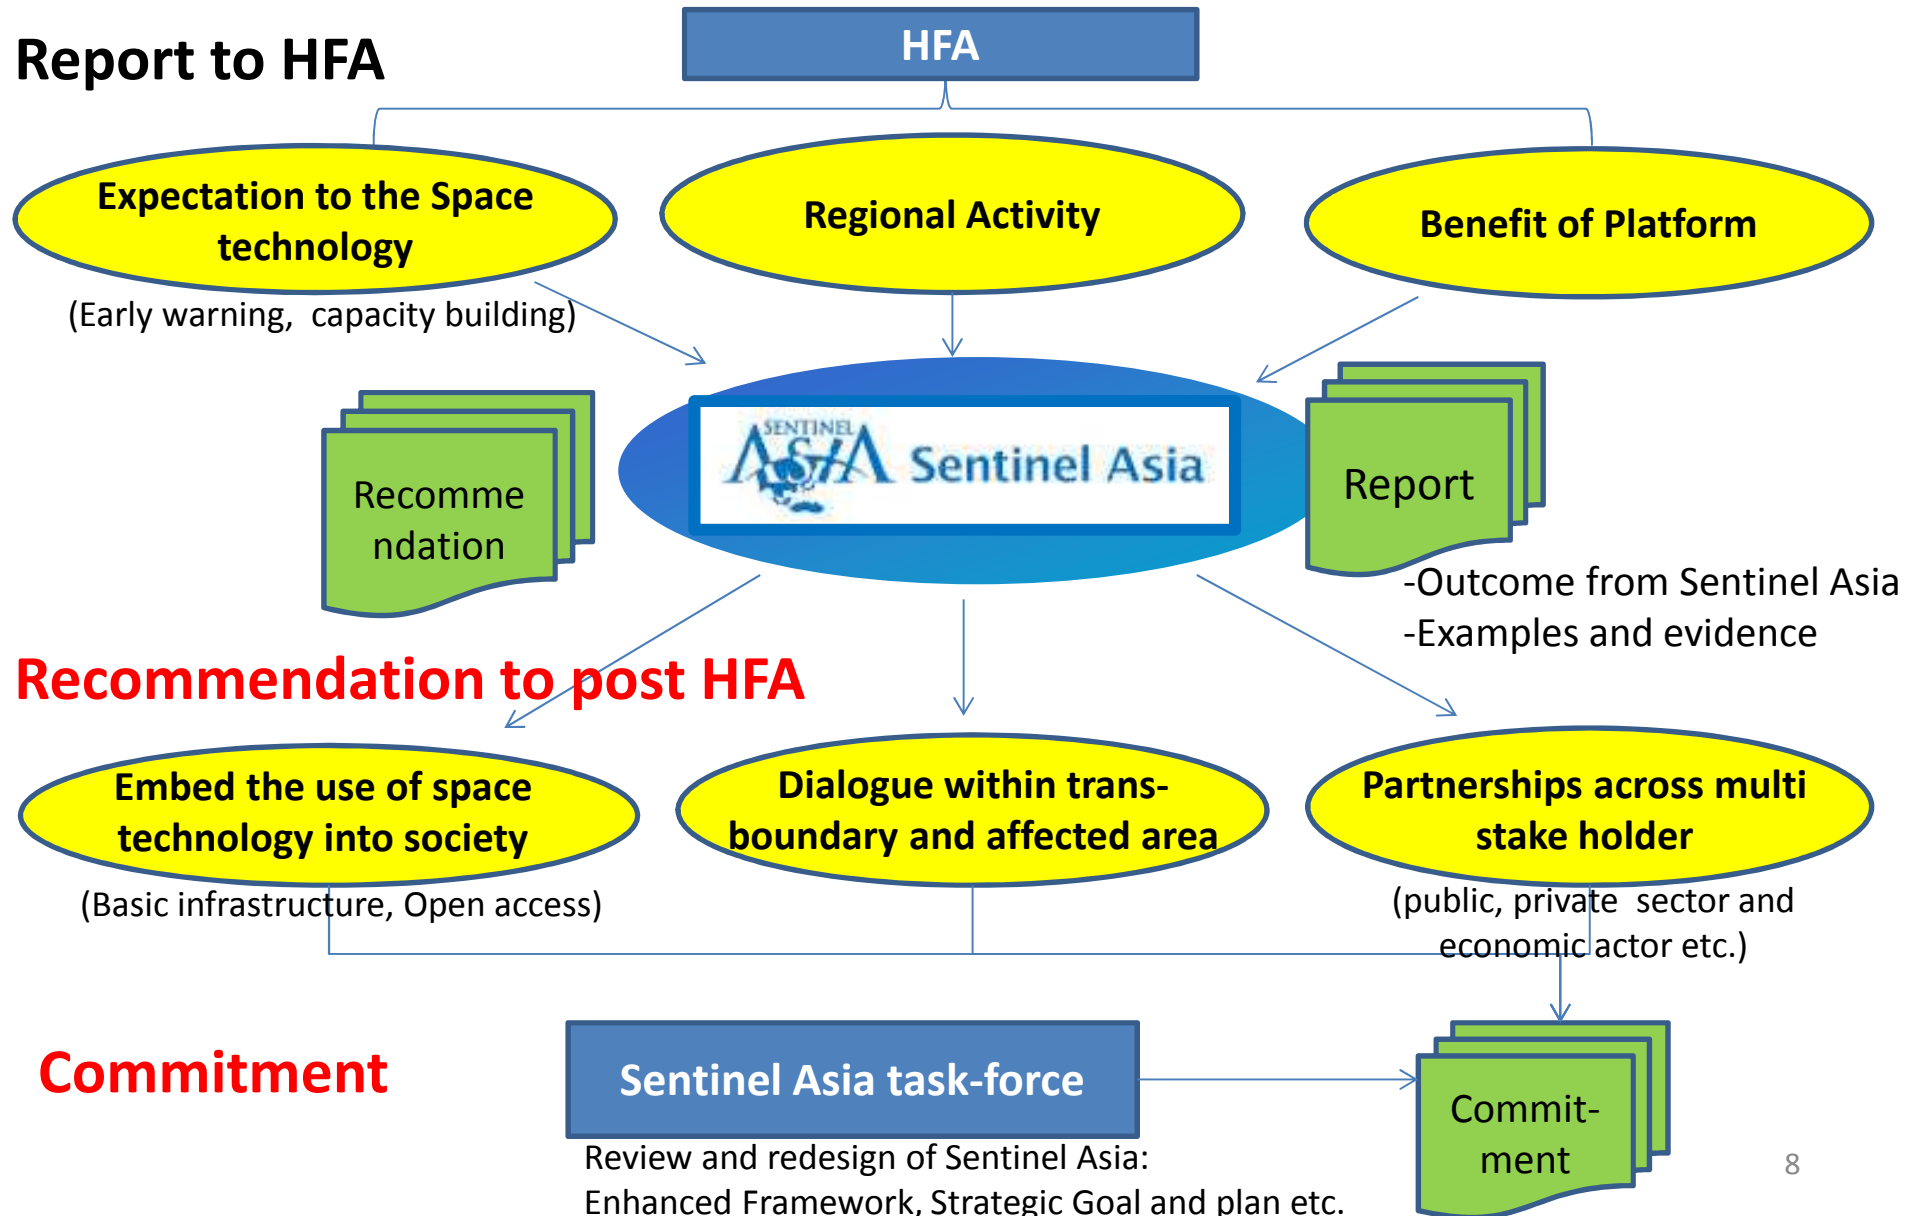 Report to HFA
HFA
Expectation to the Space
technology
Regional Activity
Benefit of Platform
(Early warning,  capacity building)
SENTINEL
ASIA
Sentinel Asia
Recomme
ndation
Report
-Outcome from Sentinel Asia
-Examples and evidence
Recommendation to post HFA
Embed the use of space
technology into society
Dialogue within trans-
boundary and affected area
Partnerships across multi
stake holder
(Basic infrastructure, Open access)
(public, private  sector and
economic actor etc.)
Commitment
Sentinel Asia task-force
Commit-
ment
Review and redesign of Sentinel Asia:
Enhanced Framework, Strategic Goal and plan etc.
8